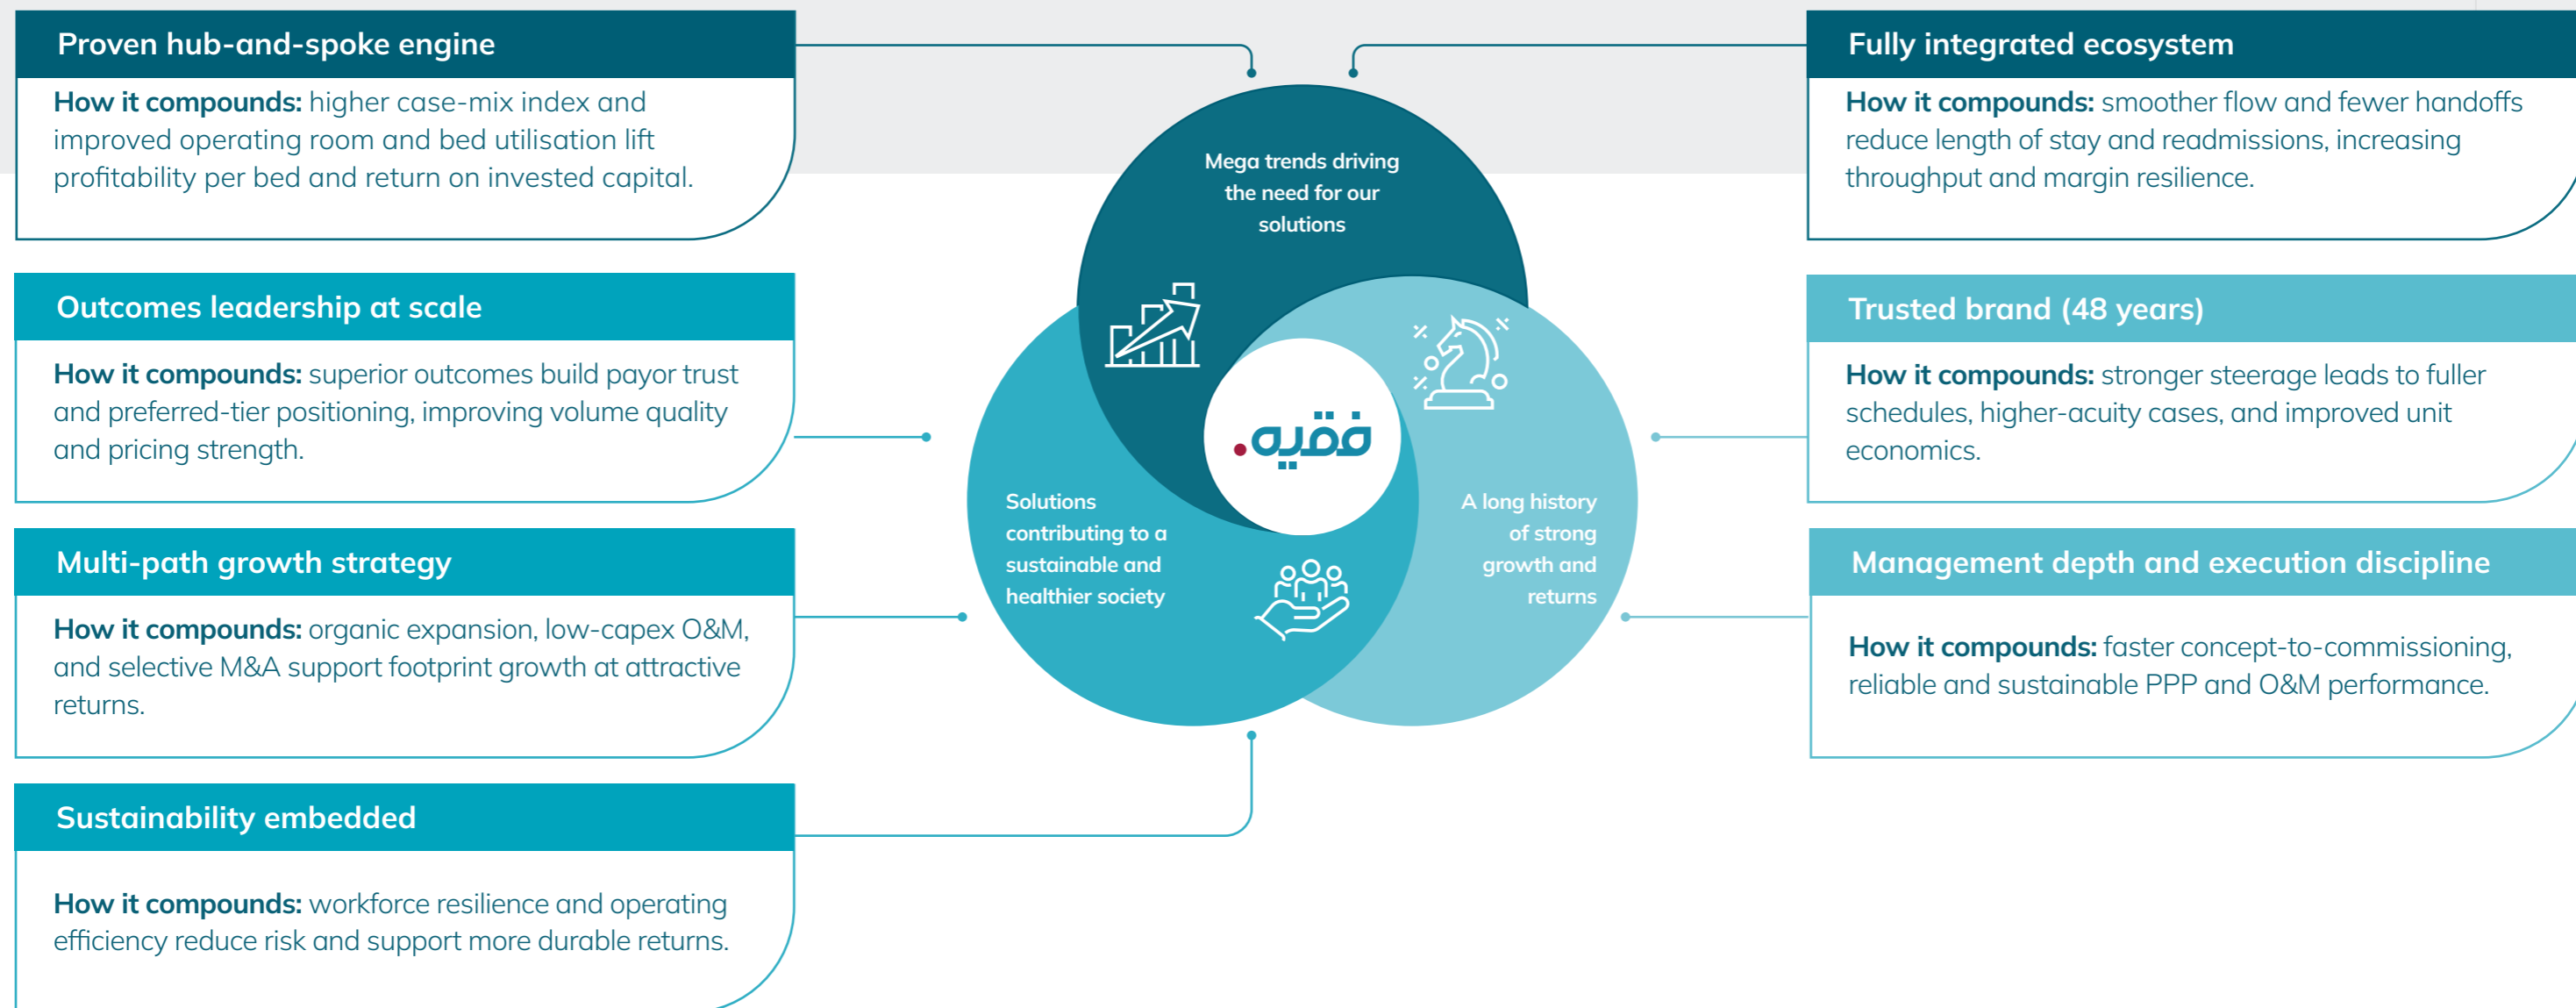 Proven hub-and-spoke engine
How it compounds: higher case-mix index and
improved operating room and bed utilisation lift
profitability per bed and return on invested capital.
Outcomes leadership at scale
How it compounds: superior outcomes build payor trust
and preferred-tier positioning, improving volume quality
and pricing strength.
Multi-path growth strategy
How it compounds: organic expansion, low-capex O&M,
and selective M&A support footprint growth at attractive
returns.
Sustainability embedded
How it compounds: workforce resilience and operating
efficiency reduce risk and support more durable returns.
Mega trends driving
the need for our
solutions
فقيه.
Solutions
contributing to a
sustainable and
healthier society
A long history
of strong
growth and
returns
Fully integrated ecosystem
How it compounds: smoother flow and fewer handoffs
reduce length of stay and readmissions, increasing
throughput and margin resilience.
Trusted brand (48 years)
How it compounds: stronger steerage leads to fuller
schedules, higher-acuity cases, and improved unit
economics.
Management depth and execution discipline
How it compounds: faster concept-to-commissioning,
reliable and sustainable PPP and O&M performance.